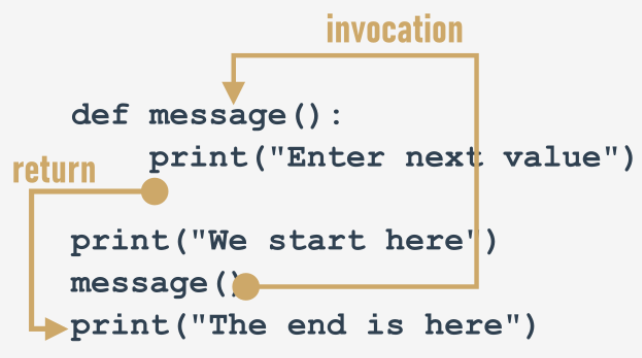 invocation
def message():
    print("Enter next value")
return
print("We start here")
message()
print("The end is here")